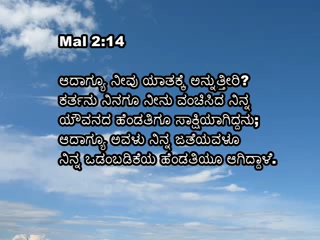 Mal 2:14
ಆದಾಗ್ಯೂ ನೀವು ಯಾತಕ್ಕೆ ಅನ್ನುತ್ತೀರಿ?
ಕರ್ತನು ನಿನಗೂ ನೀನು ವಂಚಿಸಿದ ನಿನ್ನ
ಯೌವನದ ಹೆಂಡತಿಗೂ ಸಾಕ್ಷಿಯಾಗಿದ್ದನು;
ಆದಾಗ್ಯೂ ಅವಳು ನಿನ್ನ ಜತೆಯವಳೂ
ನಿನ್ನ ಒಡಂಬಡಿಕೆಯ ಹೆಂಡತಿಯೂ ಆಗಿದ್ದಾಳೆ.